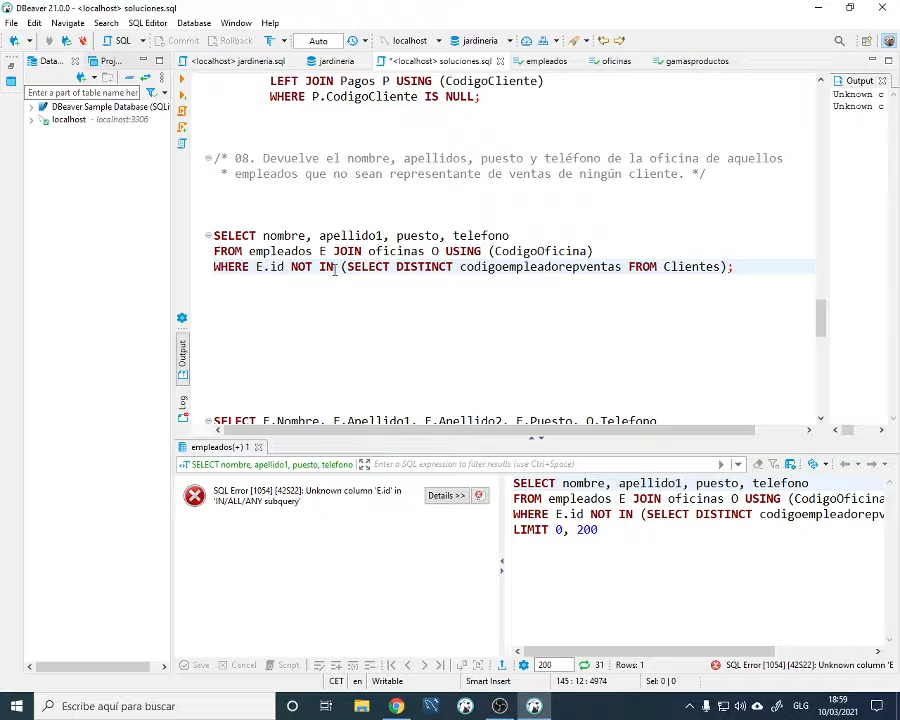 DBeaver 21.0.0 - <localhost> soluciones.sql
File Edit Navigate Search SQL Editor Database Window Help
SQL Commit Rollback Auto localhost jardineria
Data... Proj... <localhost> jardineria.sql jardineria *<localhost> soluciones.sql empleados oficinas gamasproductos Output
Enter a part of table name her
DBeaver Sample Database (SQLi
localhost - localhost:3306
Unknown c
Unknown c
LEFT JOIN Pagos P USING (CodigoCliente)
WHERE P.CodigoCliente IS NULL;
/* 08. Devuelve el nombre, apellidos, puesto y teléfono de la oficina de aquellos
* empleados que no sean representante de ventas de ningún cliente. */
SELECT nombre, apellido1, puesto, telefono
FROM empleados E JOIN oficinas O USING (CodigoOficina)
WHERE E.id NOT IN (SELECT DISTINCT codigoempleadorepventas FROM Clientes);
Output
Log
SELECT E.Nombre, E.Apellido1, E.Apellido2, E.Puesto, O.Telefono
empleados(+) 1
SELECT nombre, apellido1, puesto, telefono Enter a SQL expression to filter results (use Ctrl+Space)
SQL Error [1054] [42S22]: Unknown column 'E.id' in
'IN/ALL/ANY subquery'
Details >>
SELECT nombre, apellido1, puesto, telefono
FROM empleados E JOIN oficinas O USING (CodigoOficina
WHERE E.id NOT IN (SELECT DISTINCT codigoempleadorepv
LIMIT 0, 200
Save Cancel Script 200 31 Rows: 1 SQL Error [1054] [42S22]: Unknown column 'E
CET en Writable Smart Insert 145 : 12 : 4974 Sel: 0 | 0
Escribe aquí para buscar
GLG
18:59
10/03/2021